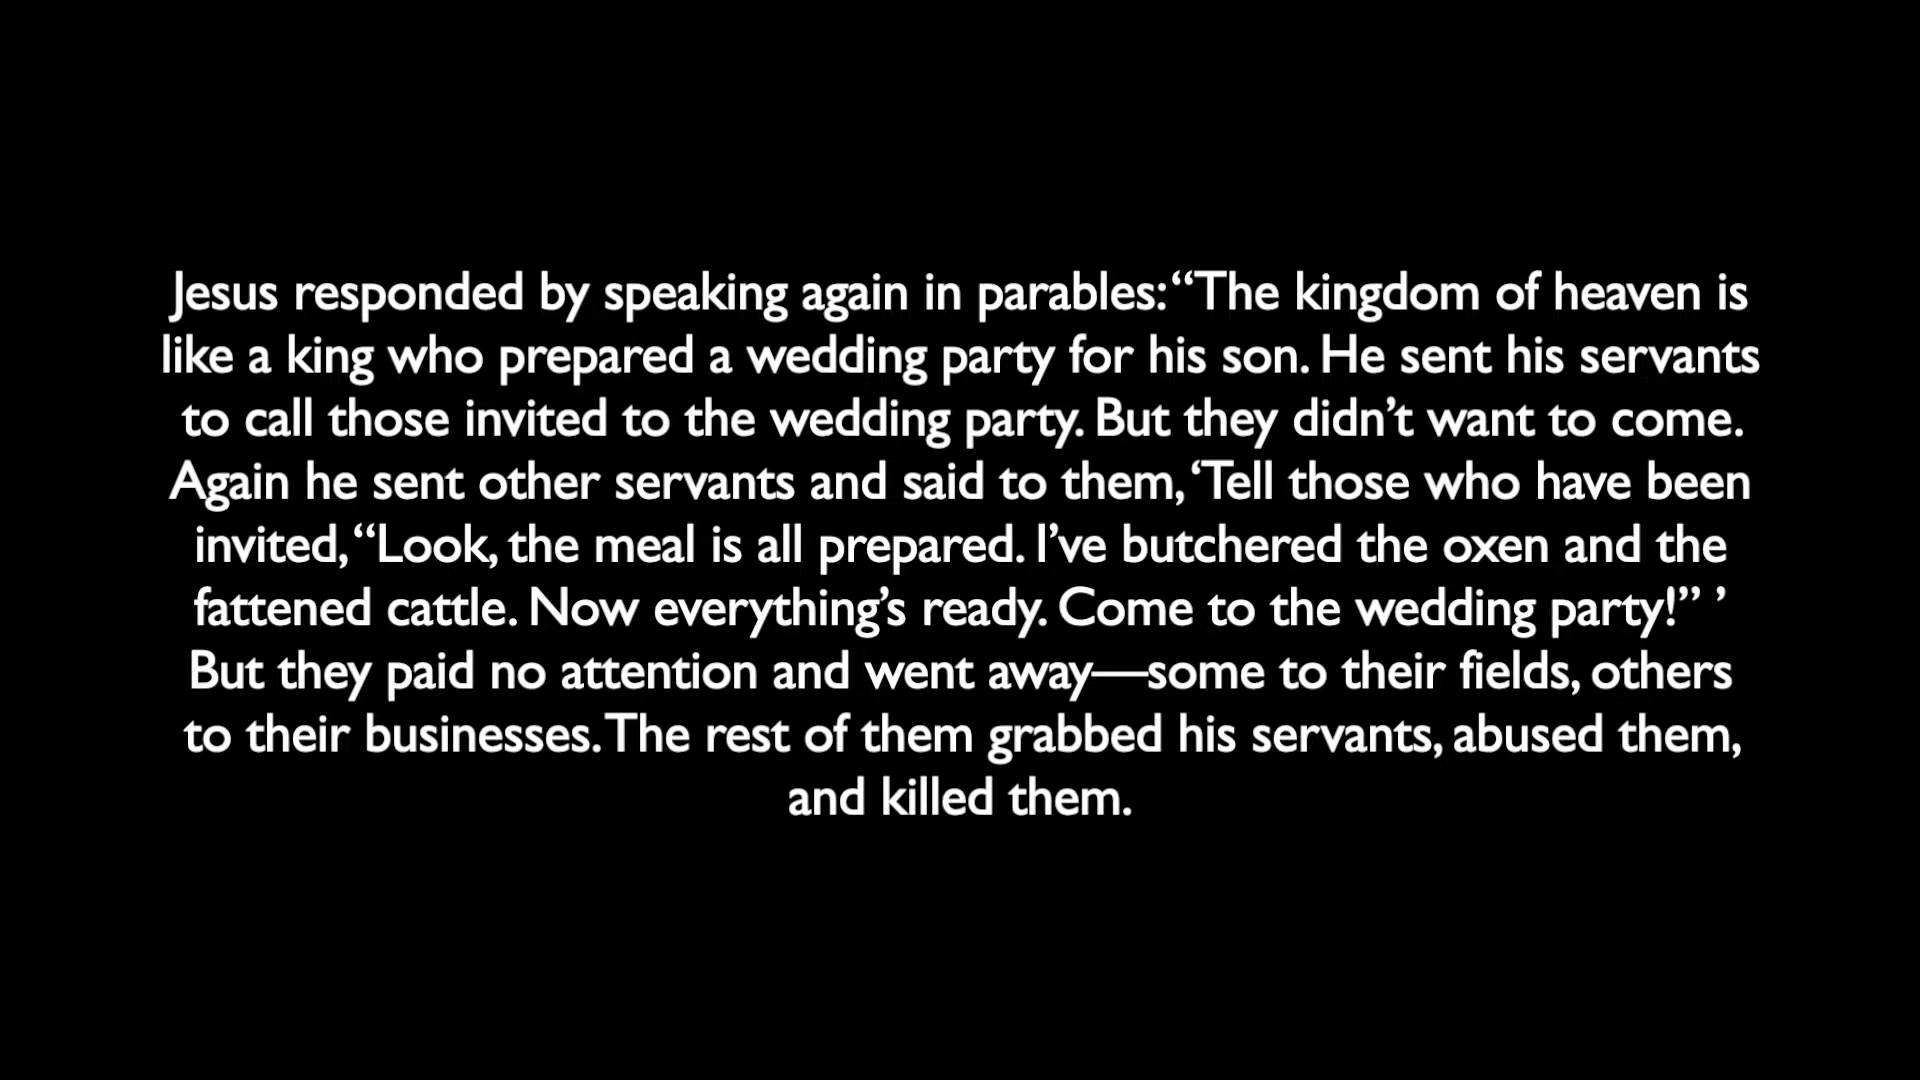 Jesus responded by speaking again in parables: “The kingdom of heaven is
like a king who prepared a wedding party for his son. He sent his servants
to call those invited to the wedding party. But they didn’t want to come.
Again he sent other servants and said to them, ‘Tell those who have been
invited, “Look, the meal is all prepared. I’ve butchered the oxen and the
fattened cattle. Now everything’s ready. Come to the wedding party!” ’
But they paid no attention and went away—some to their fields, others
to their businesses. The rest of them grabbed his servants, abused them,
and killed them.